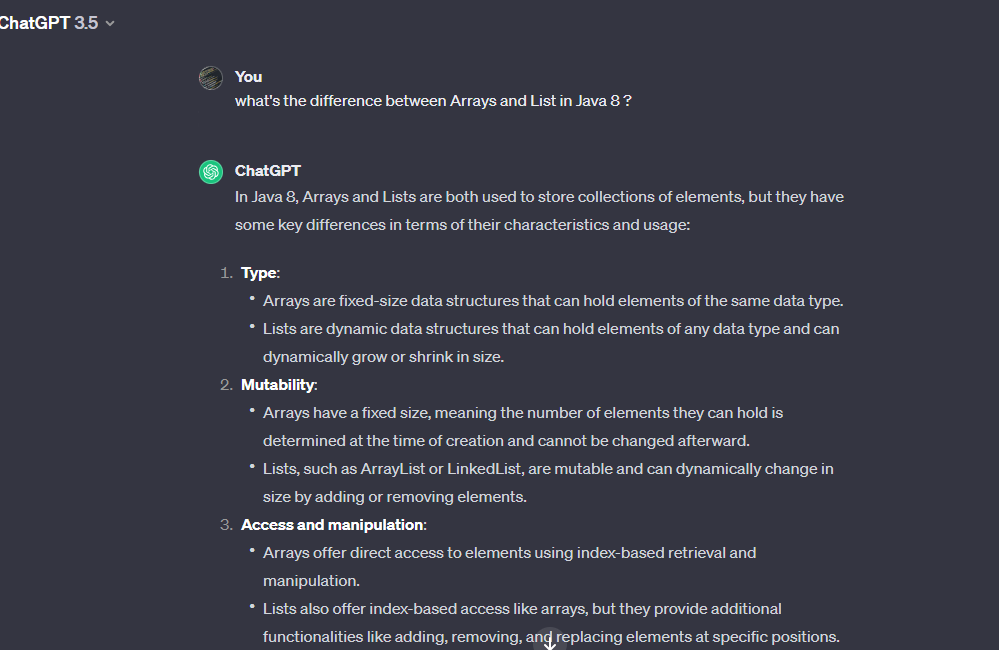 ChatGPT 3.5
You
what's the difference between Arrays and List in Java 8 ?
ChatGPT
In Java 8, Arrays and Lists are both used to store collections of elements, but they have
some key differences in terms of their characteristics and usage:
1. Type:
• Arrays are fixed-size data structures that can hold elements of the same data type.
• Lists are dynamic data structures that can hold elements of any data type and can
dynamically grow or shrink in size.
2. Mutability:
• Arrays have a fixed size, meaning the number of elements they can hold is
determined at the time of creation and cannot be changed afterward.
• Lists, such as ArrayList or LinkedList, are mutable and can dynamically change in
size by adding or removing elements.
3. Access and manipulation:
• Arrays offer direct access to elements using index-based retrieval and
manipulation.
• Lists also offer index-based access like arrays, but they provide additional
functionalities like adding, removing, and replacing elements at specific positions.